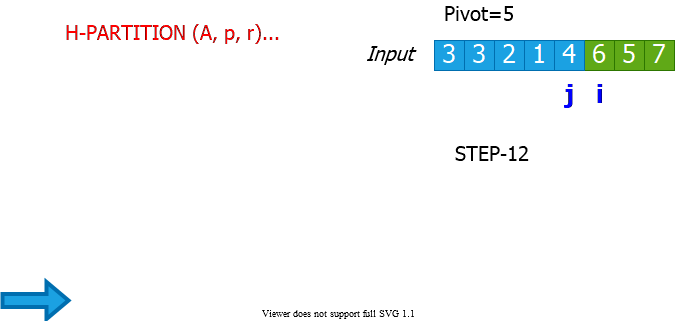 Pivot=5
H-PARTITION (A, p, r)...
Input 3 3 2 1 4 6 5 7
j i
STEP-12
Viewer does not support full SVG 1.1